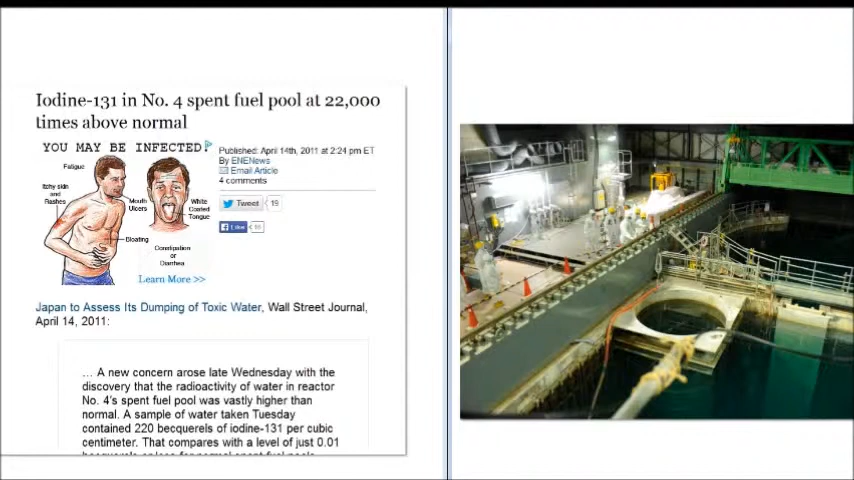 Iodine-131 in No. 4 spent fuel pool at 22,000
times above normal
YOU MAY BE INFECTED!
Fatigue
Itchy skin
and
Rashes
Mouth
Ulcers
White
Coated
Tongue
Bloating
Constipation
or
Diarrhea
Learn More >>
Published: April 14th, 2011 at 2:24 pm ET
By ENENews
Email Article
4 comments
Tweet 19
Japan to Assess Its Dumping of Toxic Water, Wall Street Journal,
April 14, 2011:
... A new concern arose late Wednesday with the
discovery that the radioactivity of water in reactor
No. 4's spent fuel pool was vastly higher than
normal. A sample of water taken Tuesday
contained 220 becquerels of iodine-131 per cubic
centimeter. That compares with a level of just 0.01